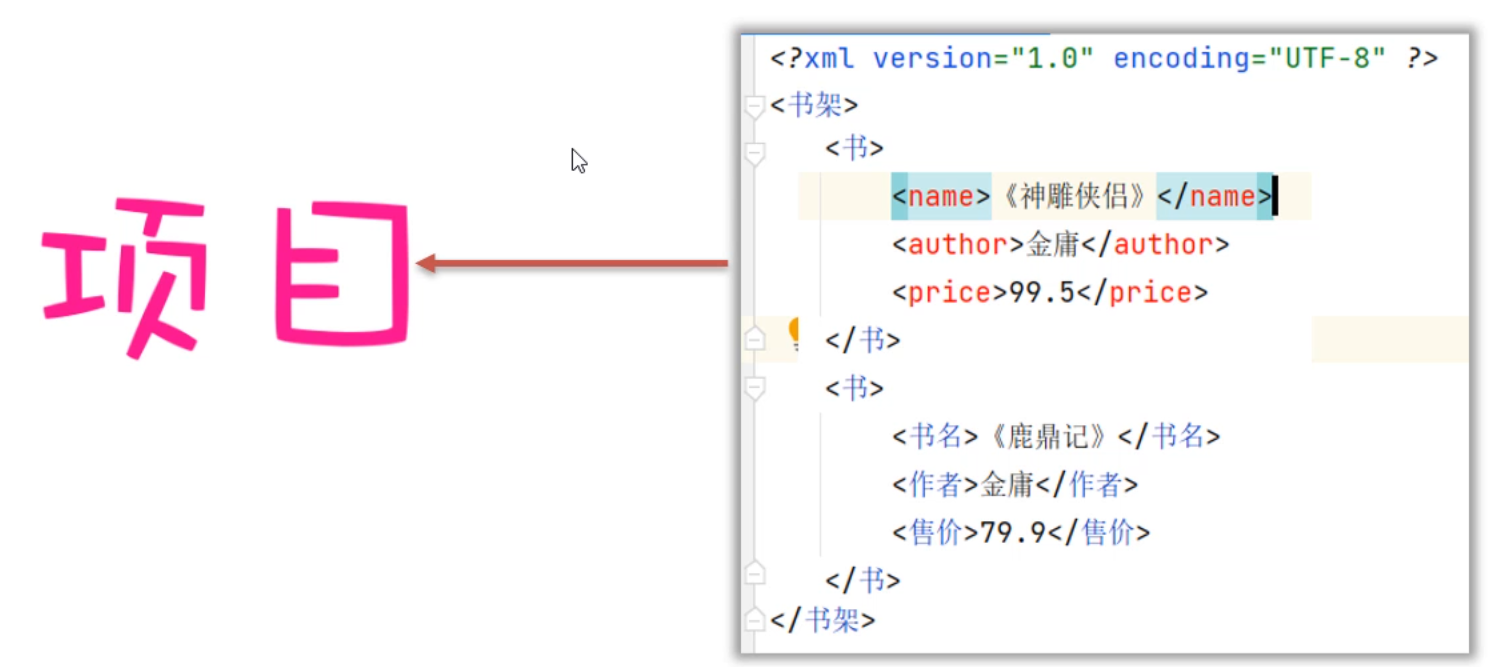 项目
<?xml version="1.0" encoding="UTF-8" ?>
<书架>
<书>
<name>《神雕侠侣》</name>
<author>金庸</author>
<price>99.5</price>
</书>
<书>
<书名>《鹿鼎记》</书名>
<作者>金庸</作者>
<售价>79.9</售价>
</书>
</书架>